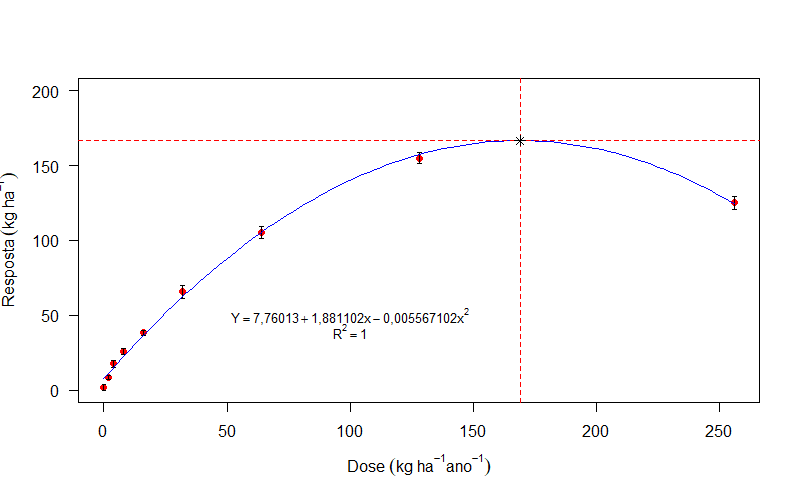 200
150
100
50
0
Resposta (kg ha⁻¹)
Y = 7,76013 + 1,881102x − 0,005567102x²
R² = 1
0 50 100 150 200 250
Dose (kg ha⁻¹ano⁻¹)